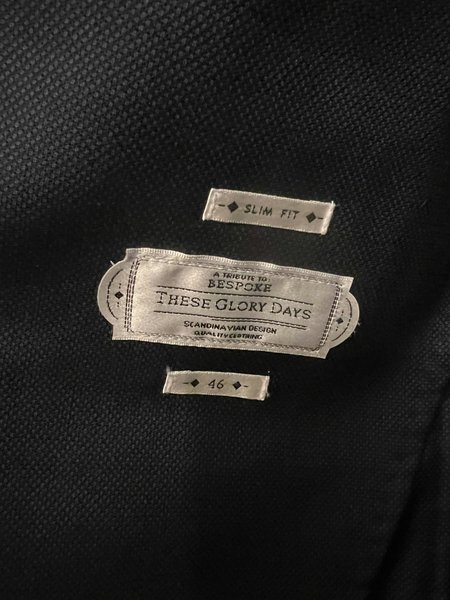 SLIM FIT
A TRIBUTE TO
BESPOKE
THESE GLORY DAYS
SCANDINAVIAN DESIGN
QUALITY CLOTHING
46